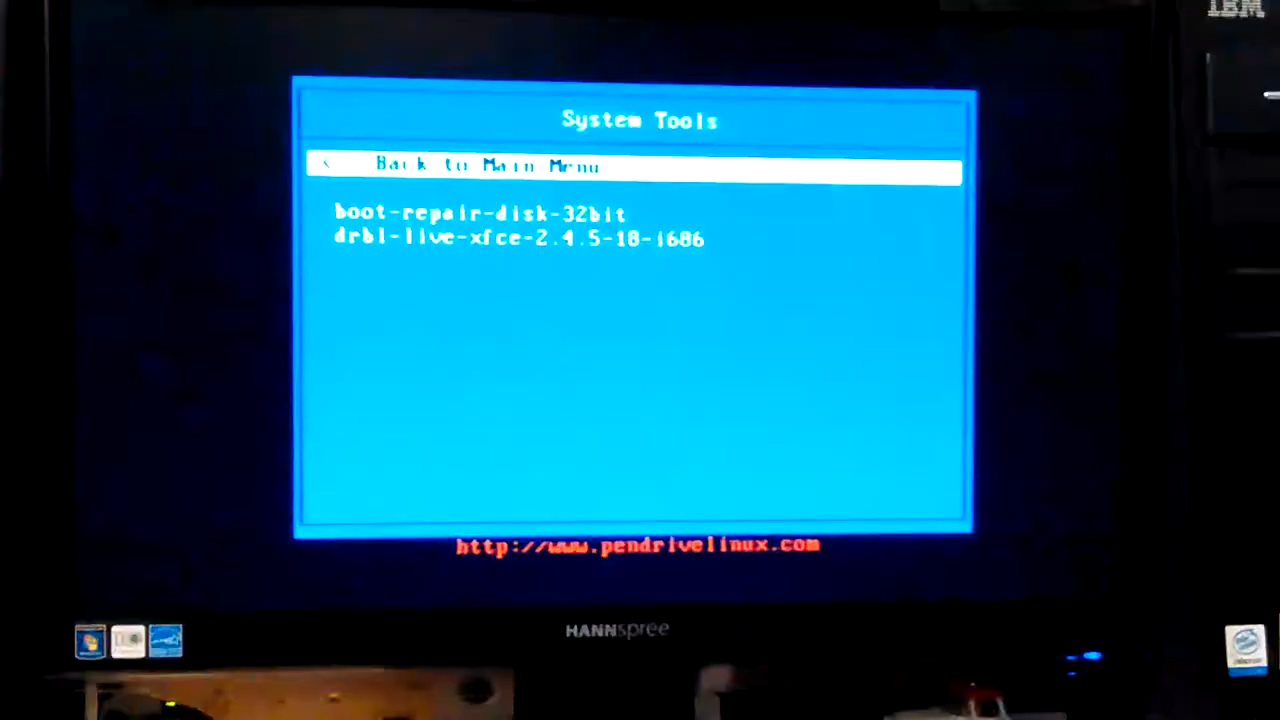 IBM
System Tools
< Back to Main Menu
boot-repair-disk-32bit
drbl-live-xfce-2.4.5-18-i686
http://www.pendrivelinux.com
HANNspree